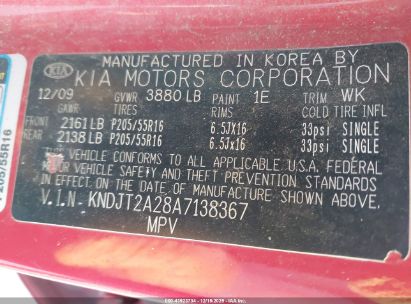 MANUFACTURED IN KOREA BY
KIA KIA MOTORS CORPORATION
12/09 GVWR 3880 LB PAINT 1E TRIM WK
GAWR TIRES RIMS COLD TIRE INFL
FRONT 2161 LB P205/55R16 6.5JX16 33psi SINGLE
REAR 2138 LB P205/55R16 6.5JX16 33psi SINGLE
THIS VEHICLE CONFORMS TO ALL APPLICABLE U.S.A. FEDERAL
MOTOR VEHICLE SAFETY AND THEFT PREVENTION STANDARDS
IN EFFECT ON THE DATE OF MANUFACTURE SHOWN ABOVE.
V.I.N- KNDJT2A28A7138367
MPV
P205/55R16